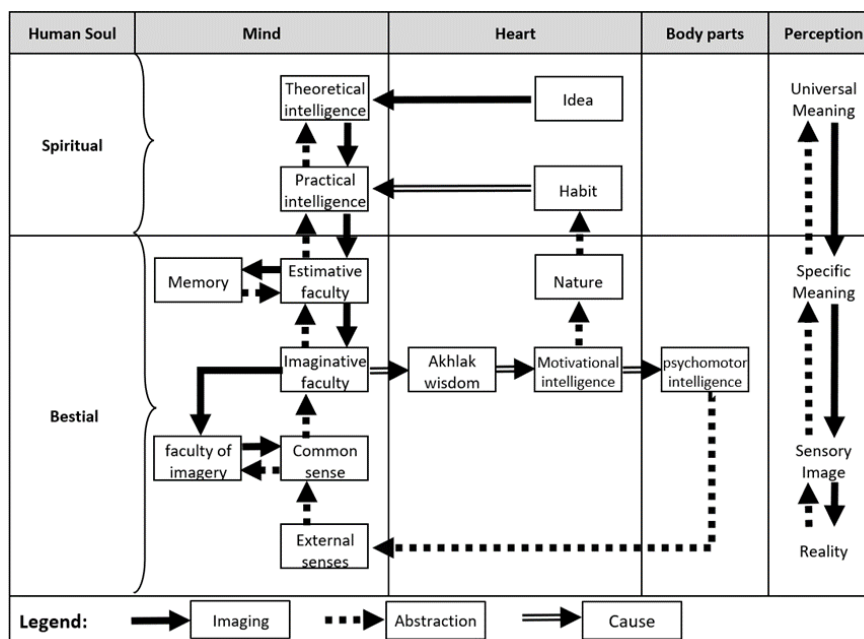 Human Soul
Mind
Heart
Body parts
Perception
Spiritual
Theoretical
intelligence
Idea
Universal
Meaning
Practical
intelligence
Habit
Bestial
Memory
Estimative
faculty
Nature
Specific
Meaning
Imaginative
faculty
Akhlak
wisdom
Motivational
intelligence
psychomotor
intelligence
faculty of
imagery
Common
sense
Sensory
Image
External
senses
Reality
Legend:
Imaging
Abstraction
Cause